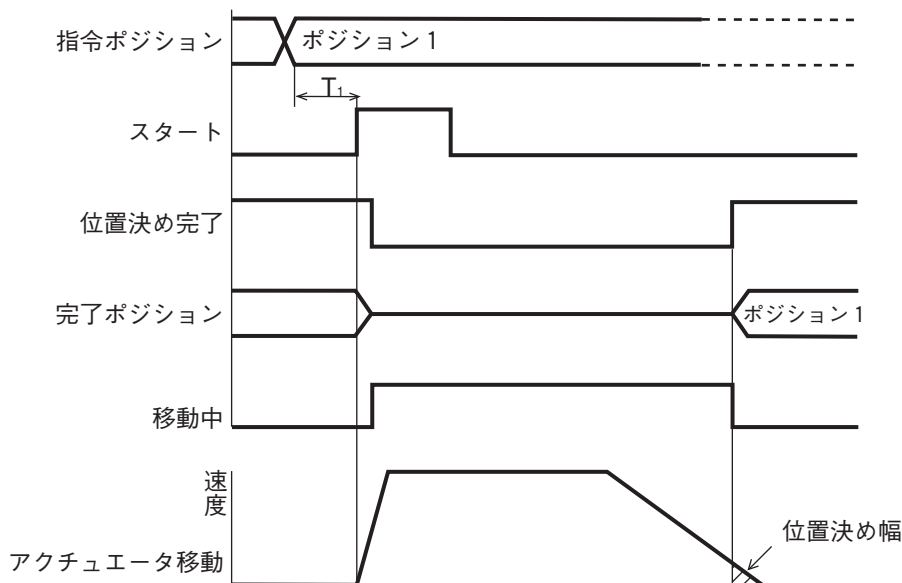 指令ポジション
ポジション1
T1
スタート
位置決め完了
完了ポジション
ポジション1
移動中
速度
位置決め幅
アクチュエータ移動